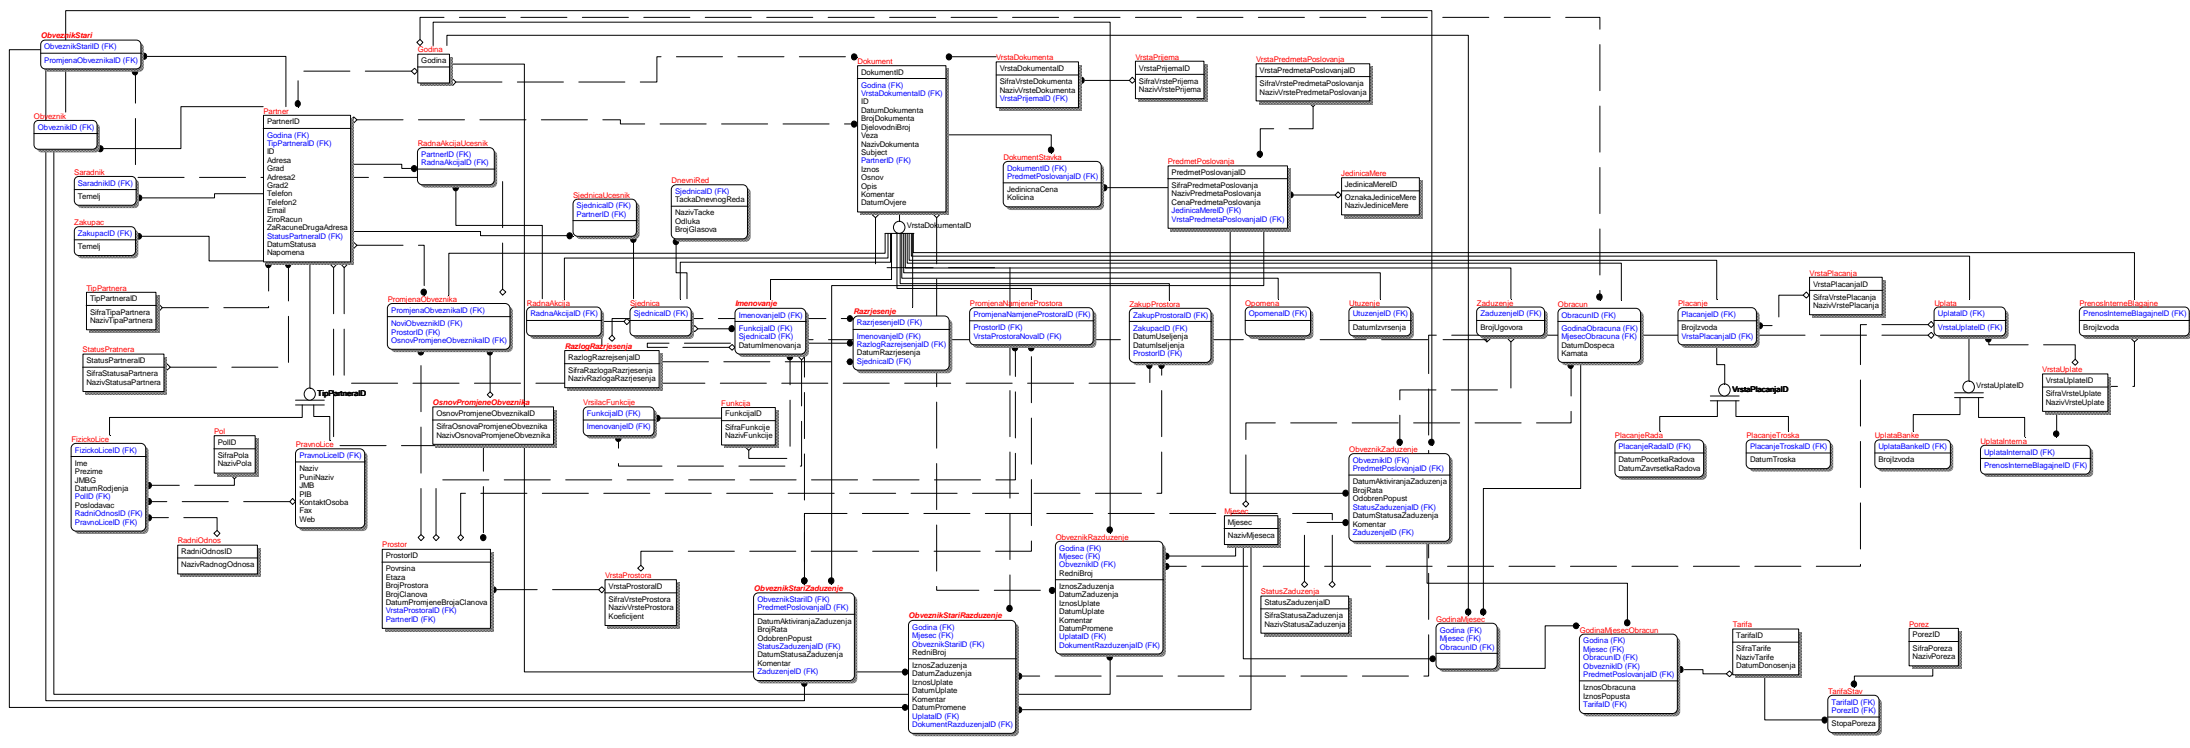 ObveznikStari
ObveznikStariID (FK)
PromjenaObveznikaID (FK)
Obveznik
ObveznikID (FK)
Saradnik
SaradnikID (FK)
Temelj
Zakupac
ZakupacID (FK)
Temelj
TipPartnera
TipPartneraID
SifraTipaPartnera
NazivTipaPartnera
StatusPratnera
StatusPartneraID
SifraStatusaPartnera
NazivStatusaPartnera
Partner
PartnerID
Godina (FK)
TipPartneraID (FK)
ID
Adresa
Grad
Adresa2
Grad2
Telefon
Telefon2
Email
ZiroRacun
ZaRacuneDrugaAdresa
StatusPartneraID (FK)
DatumStatusa
Napomena
TipPartneraID
FizickoLice
FizickoLiceID (FK)
Ime
Prezime
JMBG
DatumRodjenja
PolID (FK)
Poslodavac
RadniOdnosID (FK)
PravnoLiceID (FK)
Pol
PolID
SifraPola
NazivPola
RadniOdnos
RadniOdnosID
NazivRadnogOdnosa
PravnoLice
PravnoLiceID (FK)
Naziv
PuniNaziv
JMB
PIB
KontaktOsoba
Fax
Web
Godina
Godina
RadnaAkcijaUcesnik
PartnerID (FK)
RadnaAkcijaID (FK)
PromjenaObveznika
PromjenaObveznikaID (FK)
NoviObveznikID (FK)
ProstorID (FK)
OsnovPromjeneObveznikaID (FK)
OsnovPromjeneObveznika
OsnovPromjeneObveznikaID
SifraOsnovaPromjeneObveznika
NazivOsnovaPromjeneObveznika
Prostor
ProstorID
Povrsina
Etaza
BrojProstora
BrojClanova
DatumPromjeneBrojaClanova
VrstaProstoraID (FK)
PartnerID (FK)
RadnaAkcija
RadnaAkcijaID (FK)
SjednicaUcesnik
SjednicaID (FK)
PartnerID (FK)
DnevniRed
SjednicaID (FK)
TackaDnevnogReda
NazivTacke
Odluka
BrojGlasova
Sjednica
SjednicaID (FK)
RazlogRazrjesenja
RazlogRazrejsenjaID
SifraRazlogaRazrjesenja
NazivRazlogaRazrjesenja
VrsilacFunkcije
FunkcijaID (FK)
ImenovanjeID (FK)
Funkcija
FunkcijaID
SifraFunkcije
NazivFunkcije
Imenovanje
ImenovanjeID (FK)
FunkcijaID (FK)
SjednicaID (FK)
DatumImenovanja
Razrjesenje
RazrjesenjeID (FK)
ImenovanjeID (FK)
RazlogRazrejsenjaID (FK)
DatumRazrjesenja
SjednicaID (FK)
VrstaProstora
VrstaProstoraID
SifraVrsteProstora
NazivVrsteProstora
Koeficijent
Dokument
DokumentID
Godina (FK)
VrstaDokumentaID (FK)
ID
DatumDokumenta
BrojDokumenta
DjelovodniBroj
Veza
NazivDokumenta
Subject
PartnerID (FK)
Iznos
Osnov
Opis
Komentar
DatumOvjere
VrstaDokumentaID
VrstaDokumenta
VrstaDokumentaID
SifraVrsteDokumenta
NazivVrsteDokumenta
VrstaPrijemaID (FK)
VrstaPrijema
VrstaPrijemaID
SifraVrstePrijema
NazivVrstePrijema
VrstaPredmetaPoslovanja
VrstaPredmetaPoslovanjaID
SifraVrstePredmetaPoslovanja
NazivVrstePredmetaPoslovanja
DokumentStavka
DokumentID (FK)
PredmetPoslovanjaID (FK)
JedinicnaCena
Kolicina
PredmetPoslovanja
PredmetPoslovanjaID
SifraPredmetaPoslovanja
NazivPredmetaPoslovanja
CenaPredmetaPoslovanja
JedinicaMereID (FK)
VrstaPredmetaPoslovanjaID (FK)
JedinicaMere
JedinicaMereID
OznakaJediniceMere
NazivJediniceMere
PromjenaNamjeneProstora
PromjenaNamjeneProstoraID (FK)
ProstorID (FK)
VrstaProstoraNovaID (FK)
ZakupProstora
ZakupProstoraID (FK)
ZakupacID (FK)
DatumUseljenja
DatumIseljenja
ProstorID (FK)
Opomena
OpomenaID (FK)
Utuzenje
UtuzenjeID (FK)
DatumIzvrsenja
Zaduzenje
ZaduzenjeID (FK)
BrojUgovora
Obracun
ObracunID (FK)
GodinaObracuna (FK)
MjesecObracuna (FK)
DatumDospeca
Kamata
Placanje
PlacanjeID (FK)
BrojIzvoda
VrstaPlacanjaID (FK)
VrstaPlacanja
VrstaPlacanjaID
SifraVrstePlacanja
NazivVrstePlacanja
Uplata
UplataID (FK)
VrstaUplateID (FK)
PrenosInterneBlagajne
PrenosInterneBlagajneID (FK)
BrojIzvoda
VrstaUplate
VrstaUplateID
SifraVrsteUplate
NazivVrsteUplate
VrstaPlacanjaID
PlacanjeRada
PlacanjeRadaID (FK)
DatumPocetkaRadova
DatumZavrsetkaRadova
PlacanjeTroska
PlacanjeTroskaID (FK)
DatumTroska
VrstaUplateID
UplataBanke
UplataBankeID (FK)
BrojIzvoda
UplataInterna
UplataInternaID (FK)
PrenosInterneBlagajneID (FK)
ObveznikZaduzenje
ObveznikID (FK)
PredmetPoslovanjaID (FK)
DatumAktiviranjaZaduzenja
BrojRata
OdobrenPopust
StatusZaduzenjaID (FK)
DatumStatusaZaduzenja
Komentar
ZaduzenjeID (FK)
Mjesec
Mjesec
NazivMjeseca
ObveznikRazduzenje
Godina (FK)
Mjesec (FK)
ObveznikID (FK)
RedniBroj
IznosZaduzenja
DatumZaduzenja
IznosUplate
DatumUplate
Komentar
DatumPromene
UplataID (FK)
DokumentRazduzenjaID (FK)
StatusZaduzenja
StatusZaduzenjaID
SifraStatusaZaduzenja
NazivStatusaZaduzenja
ObveznikStariZaduzenje
ObveznikStariID (FK)
PredmetPoslovanjaID (FK)
DatumAktiviranjaZaduzenja
BrojRata
OdobrenPopust
StatusZaduzenjaID (FK)
DatumStatusaZaduzenja
Komentar
ZaduzenjeID (FK)
ObveznikStariRazduzenje
Godina (FK)
Mjesec (FK)
ObveznikStariID (FK)
RedniBroj
IznosZaduzenja
DatumZaduzenja
IznosUplate
DatumUplate
Komentar
DatumPromene
UplataID (FK)
DokumentRazduzenjaID (FK)
GodinaMjesec
Godina (FK)
Mjesec (FK)
ObracunID (FK)
GodinaMjesecObracun
Godina (FK)
Mjesec (FK)
ObracunID (FK)
ObveznikID (FK)
PredmetPoslovanjaID (FK)
IznosObracuna
IznosPopusta
TarifaID (FK)
Tarifa
TarifaID
SifraTarife
NazivTarife
DatumDonosenja
Porez
PorezID
SifraPoreza
NazivPoreza
TarifaStav
TarifaID (FK)
PorezID (FK)
StopaPoreza